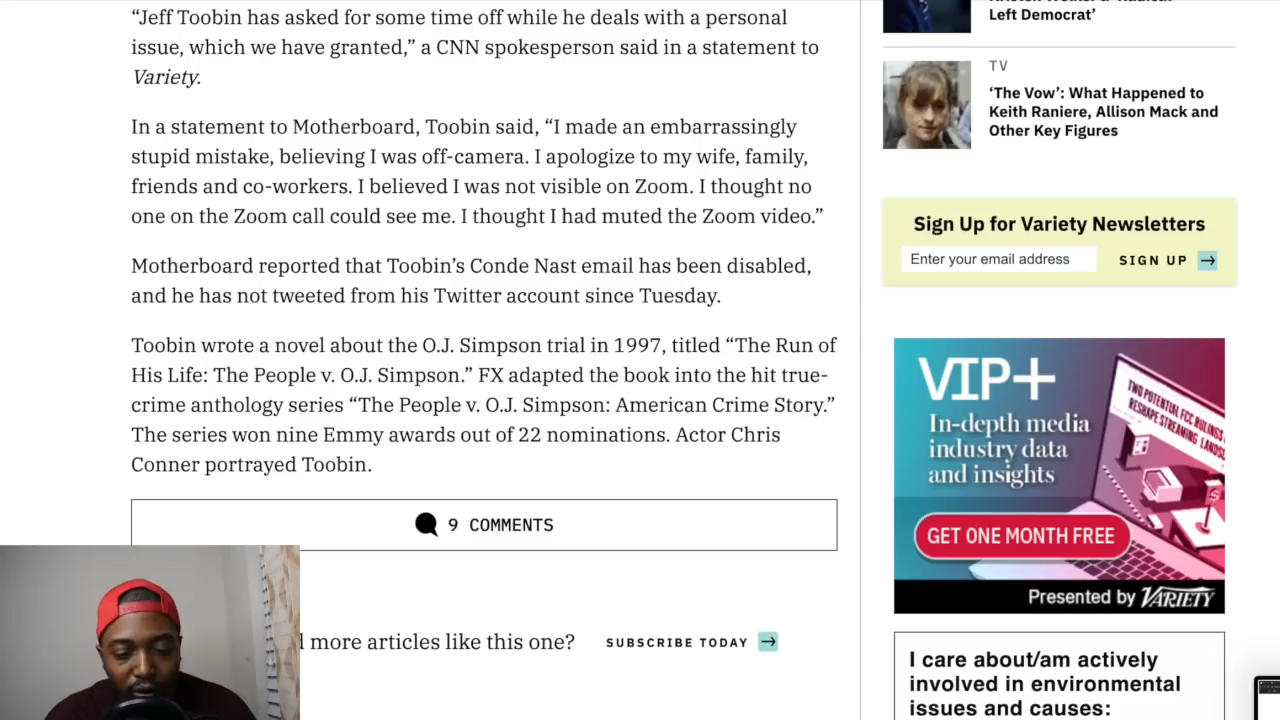 “Jeff Toobin has asked for some time off while he deals with a personal
issue, which we have granted,” a CNN spokesperson said in a statement to
Variety.
In a statement to Motherboard, Toobin said, “I made an embarrassingly
stupid mistake, believing I was off-camera. I apologize to my wife, family,
friends and co-workers. I believed I was not visible on Zoom. I thought no
one on the Zoom call could see me. I thought I had muted the Zoom video.”
Motherboard reported that Toobin’s Conde Nast email has been disabled,
and he has not tweeted from his Twitter account since Tuesday.
Toobin wrote a novel about the O.J. Simpson trial in 1997, titled “The Run of
His Life: The People v. O.J. Simpson.” FX adapted the book into the hit true-
crime anthology series “The People v. O.J. Simpson: American Crime Story.”
The series won nine Emmy awards out of 22 nominations. Actor Chris
Conner portrayed Toobin.
9 COMMENTS
more articles like this one?
SUBSCRIBE TODAY
Left Democrat’
TV
‘The Vow’: What Happened to
Keith Raniere, Allison Mack and
Other Key Figures
Sign Up for Variety Newsletters
Enter your email address
SIGN UP
VIP+
In-depth media
industry data
and insights
TWO POTENTIAL FCC RULINGS
RESHAPE STREAMING
GET ONE MONTH FREE
Presented by VARIETY
I care about/am actively
involved in environmental
issues and causes: